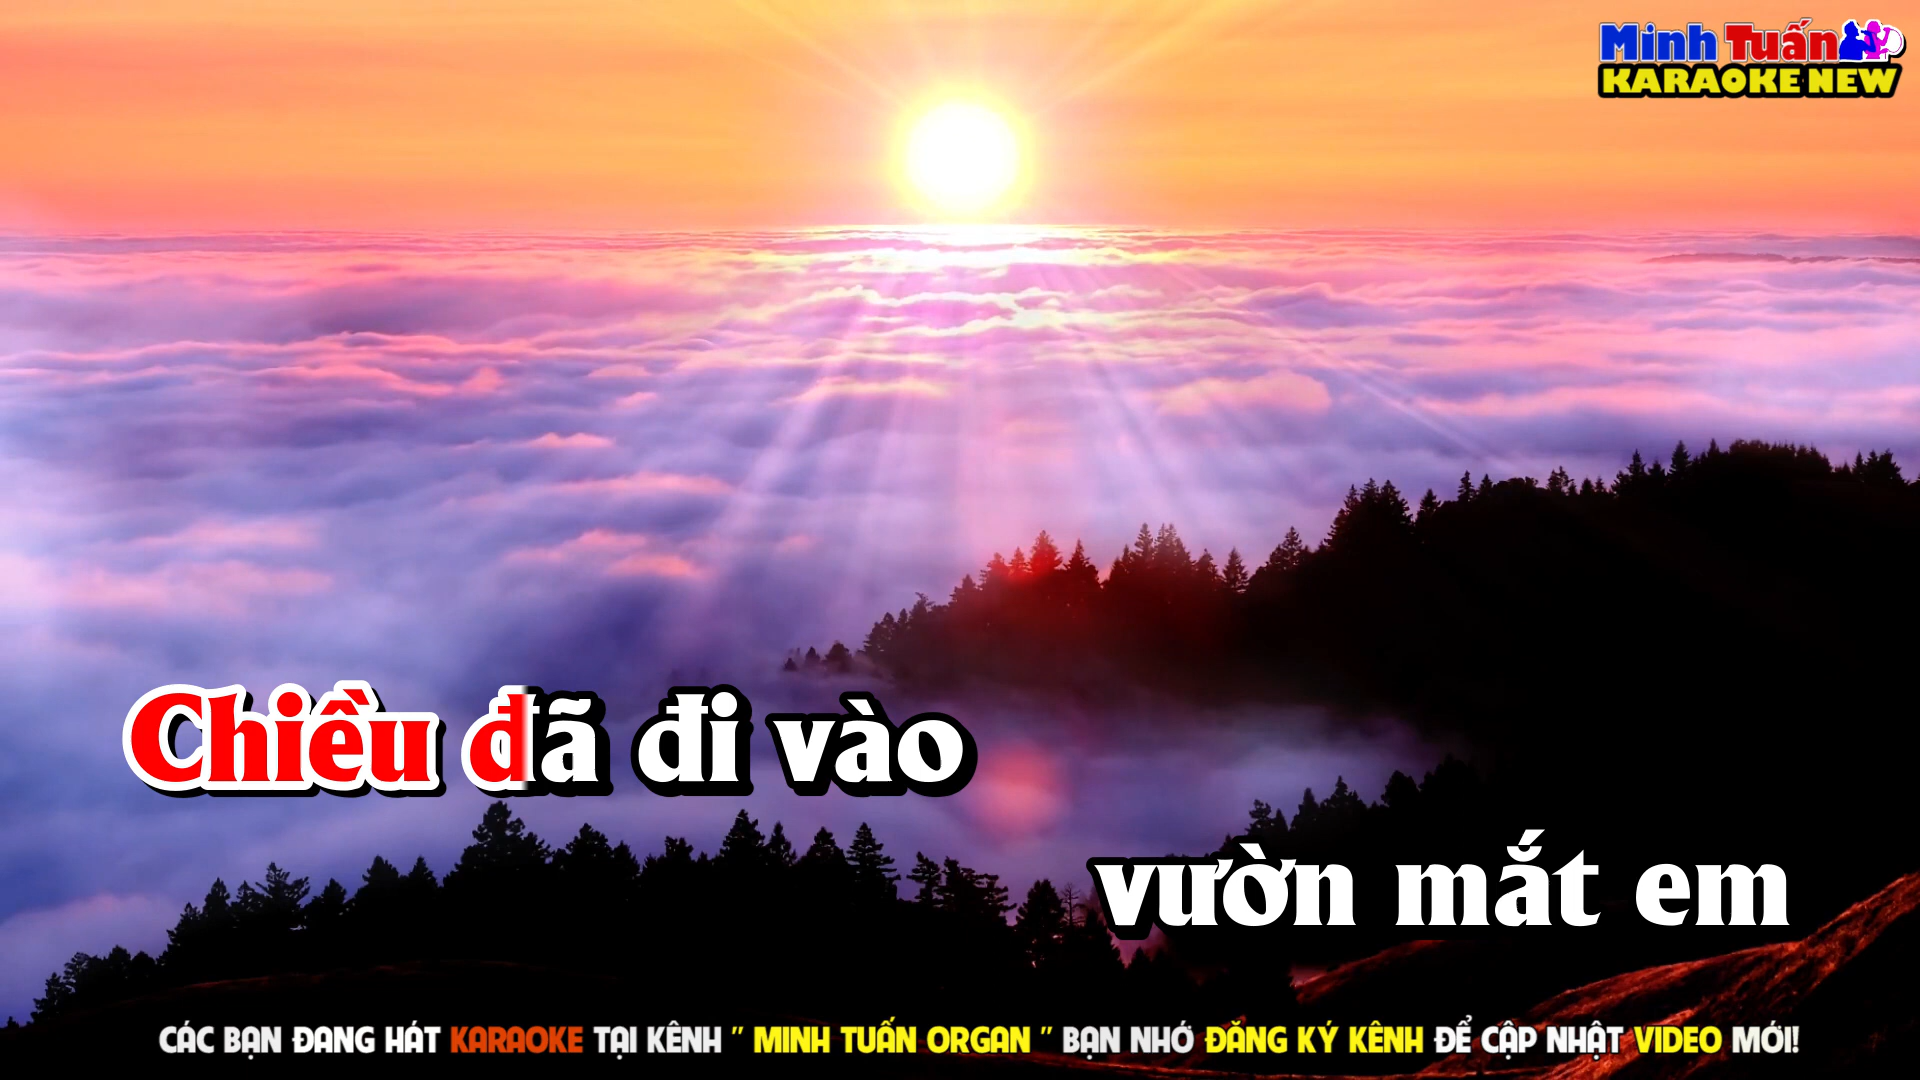 Minh Tuấn
KARAOKE NEW
Chiều đã đi vào
vườn mắt em
CÁC BẠN ĐANG HÁT KARAOKE TẠI KÊNH " MINH TUẤN ORGAN " BẠN NHỚ ĐĂNG KÝ KÊNH ĐỂ CẬP NHẬT VIDEO MỚI!